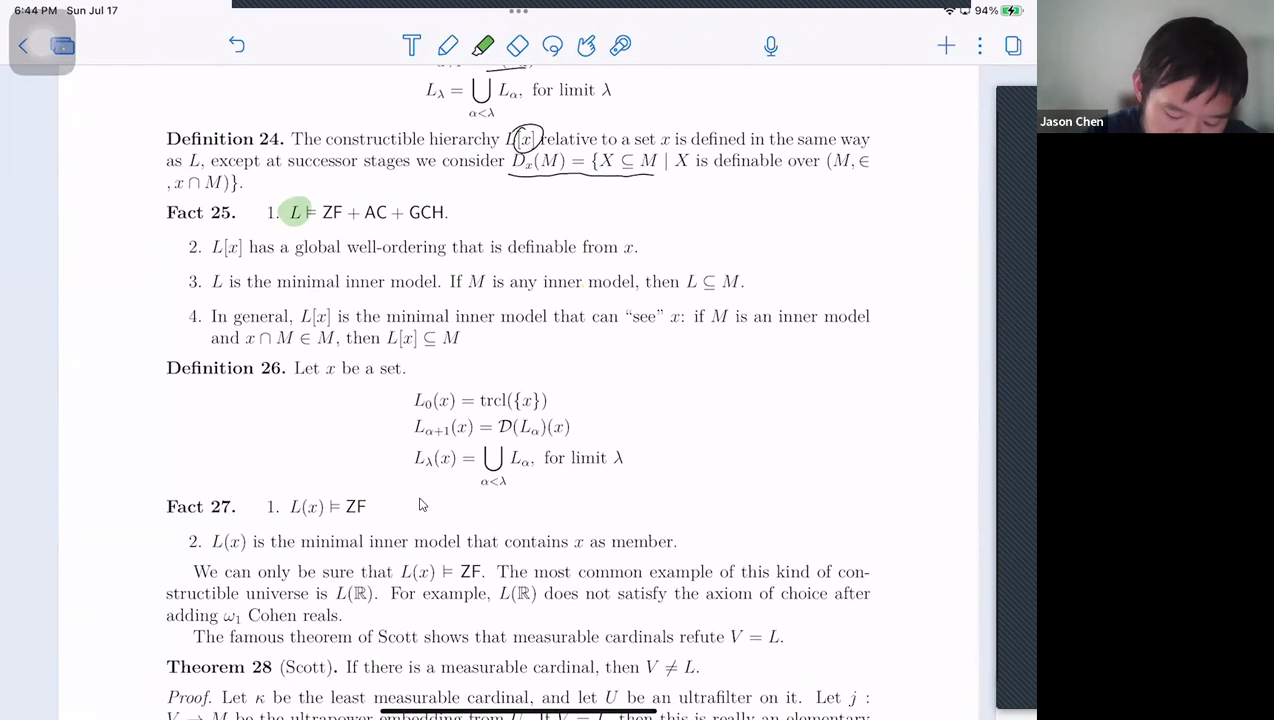 6:44 PM Sun Jul 17
94%
L_λ = ⋃_{α<λ} L_α, for limit λ
Definition 24. The constructible hierarchy L[x] relative to a set x is defined in the same way
as L, except at successor stages we consider D_x(M) = {X ⊆ M | X is definable over (M, ∈
, x ∩ M)}.
Fact 25. 1. L ⊨ ZF + AC + GCH.
2. L[x] has a global well-ordering that is definable from x.
3. L is the minimal inner model. If M is any inner model, then L ⊆ M.
4. In general, L[x] is the minimal inner model that can “see” x: if M is an inner model
and x ∩ M ∈ M, then L[x] ⊆ M
Definition 26. Let x be a set.
L_0(x) = trcl({x})
L_{α+1}(x) = D(L_α)(x)
L_λ(x) = ⋃_{α<λ} L_α, for limit λ
Fact 27. 1. L(x) ⊨ ZF
2. L(x) is the minimal inner model that contains x as member.
We can only be sure that L(x) ⊨ ZF. The most common example of this kind of con-
structible universe is L(ℝ). For example, L(ℝ) does not satisfy the axiom of choice after
adding ω_1 Cohen reals.
The famous theorem of Scott shows that measurable cardinals refute V = L.
Theorem 28 (Scott). If there is a measurable cardinal, then V ≠ L.
Proof. Let κ be the least measurable cardinal, and let U be an ultrafilter on it. Let j :
Jason Chen